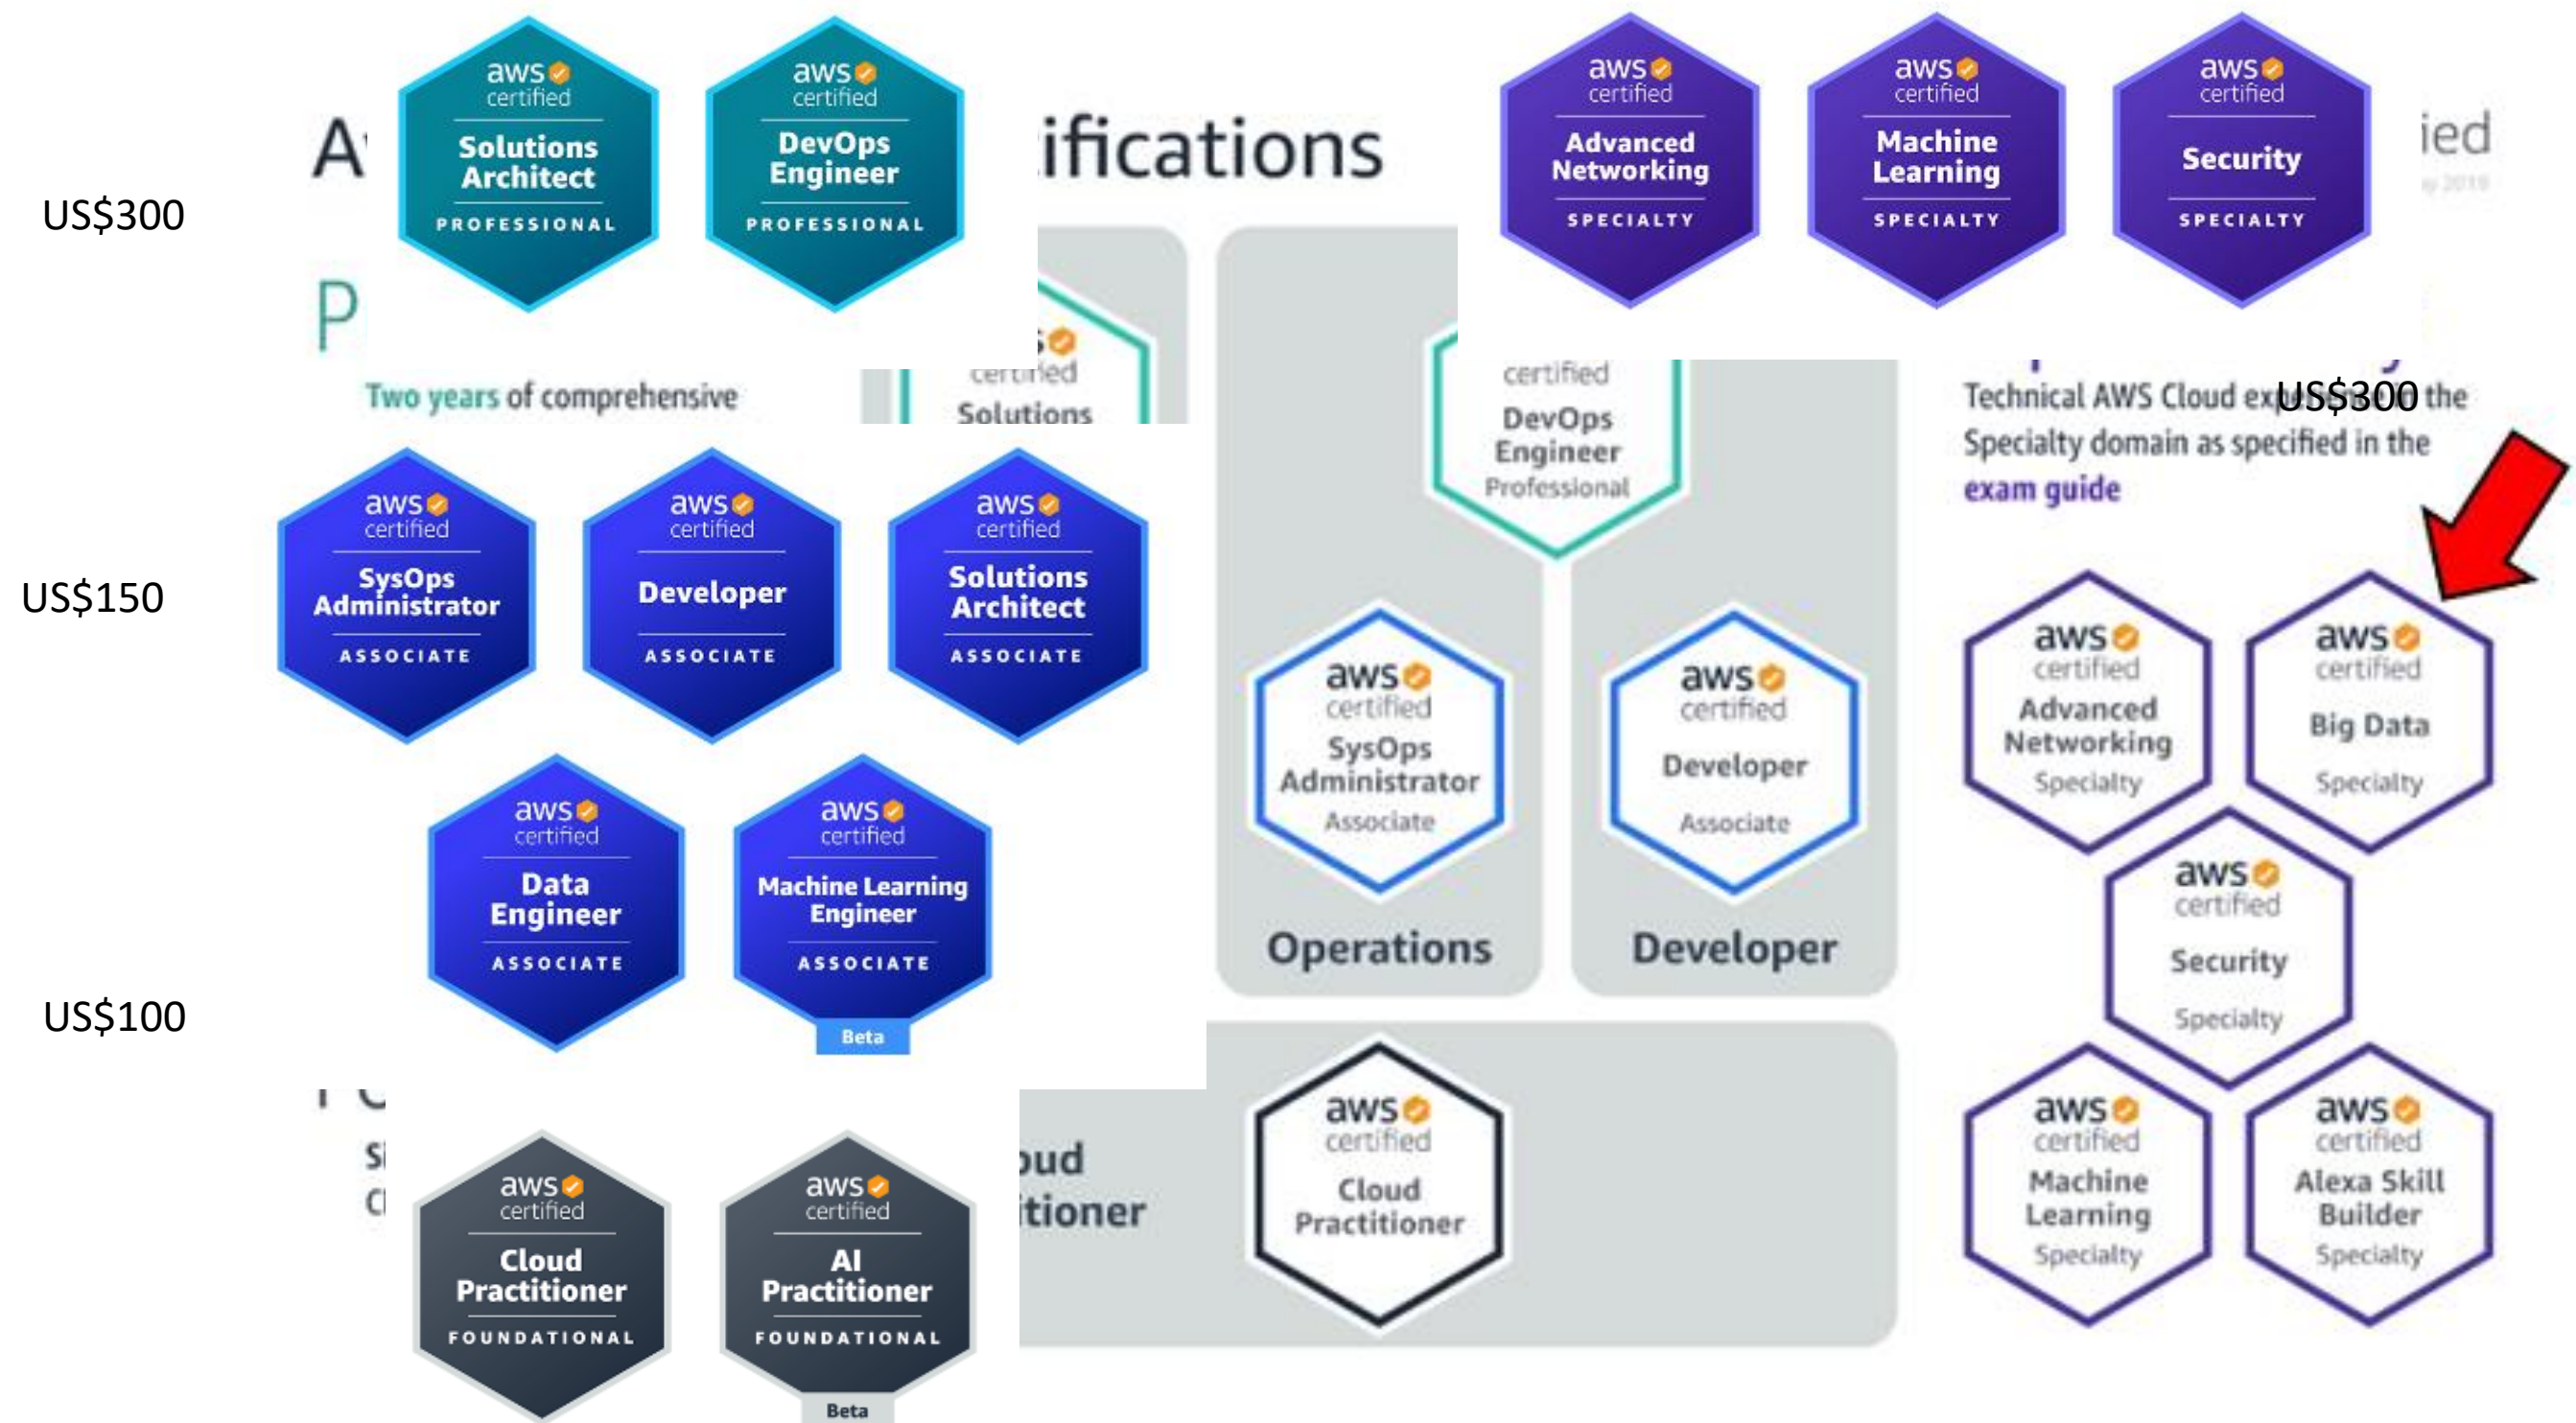 aws
certified
Solutions
Architect
PROFESSIONAL
aws
certified
DevOps
Engineer
PROFESSIONAL
ifications
aws
certified
Advanced
Networking
SPECIALTY
aws
certified
Machine
Learning
SPECIALTY
aws
certified
Security
SPECIALTY
ied
2019
US$300
P
Two years of comprehensive
certified
Solutions
certified
DevOps
Engineer
Professional
US$300
Technical AWS Cloud experience in the
Specialty domain as specified in the
exam guide
US$150
aws
certified
SysOps
Administrator
ASSOCIATE
aws
certified
Developer
ASSOCIATE
aws
certified
Solutions
Architect
ASSOCIATE
aws
certified
Data
Engineer
ASSOCIATE
aws
certified
Machine Learning
Engineer
ASSOCIATE
Beta
aws
certified
SysOps
Administrator
Associate
Operations
aws
certified
Developer
Associate
Developer
aws
certified
Advanced
Networking
Specialty
aws
certified
Big Data
Specialty
aws
certified
Security
Specialty
aws
certified
Machine
Learning
Specialty
aws
certified
Alexa Skill
Builder
Specialty
US$100
aws
certified
Cloud
Practitioner
FOUNDATIONAL
aws
certified
AI
Practitioner
FOUNDATIONAL
Beta
oud
itioner
aws
certified
Cloud
Practitioner